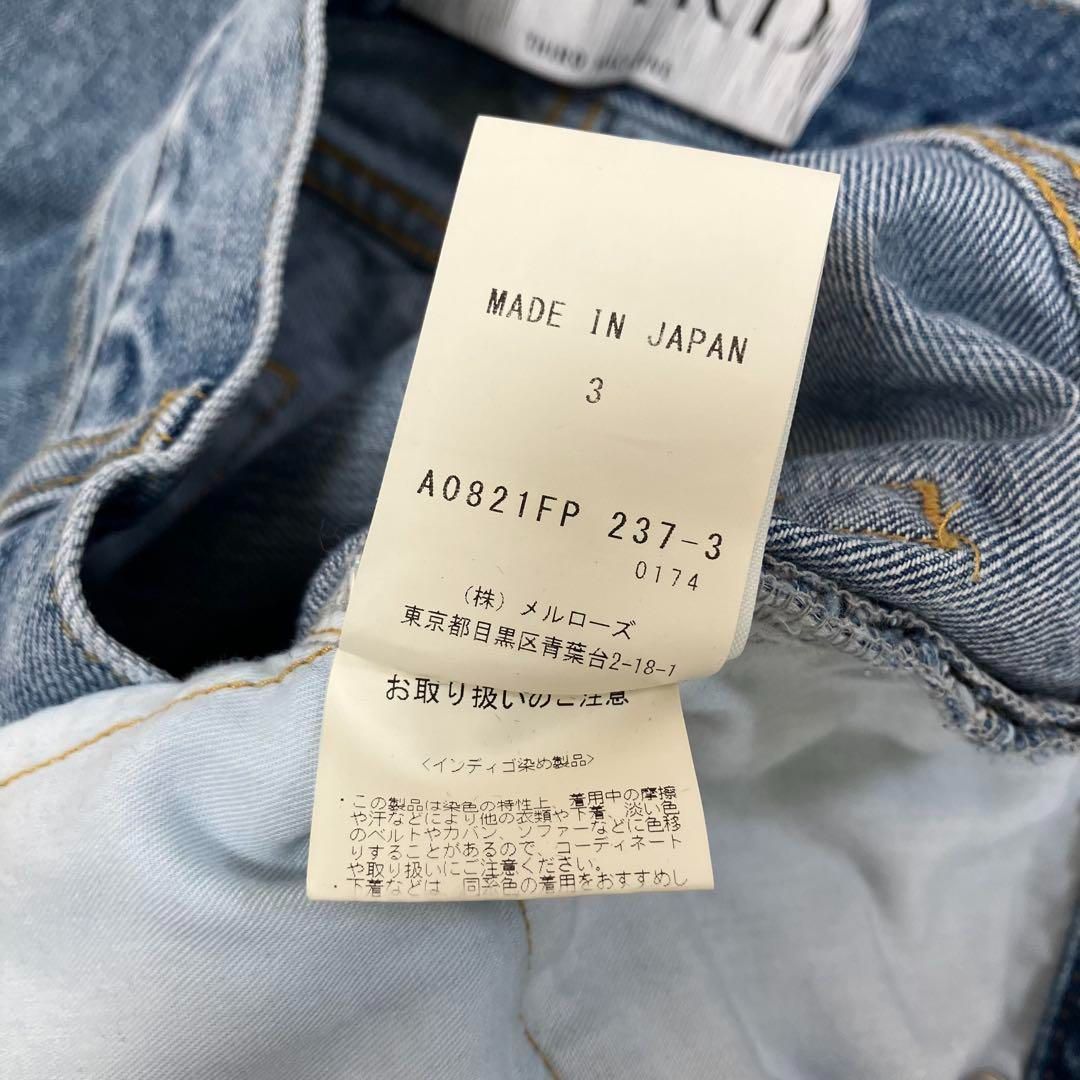 THIRD
MADE IN JAPAN
3
A0821FP 237-3
0174
(株) メルローズ
東京都目黒区青葉台2-18-1
お取り扱いのご注意
<インディゴ染め製品>
・この製品は染色の特性上、着用中の摩擦
や汗などにより他の衣類や下着、淡い色
のベルトやカバン、ソファーなどに色移
りすることがあるので、コーディネート
や取り扱いにご注意ください。
・下着などは、同系色の着用をおすすめし